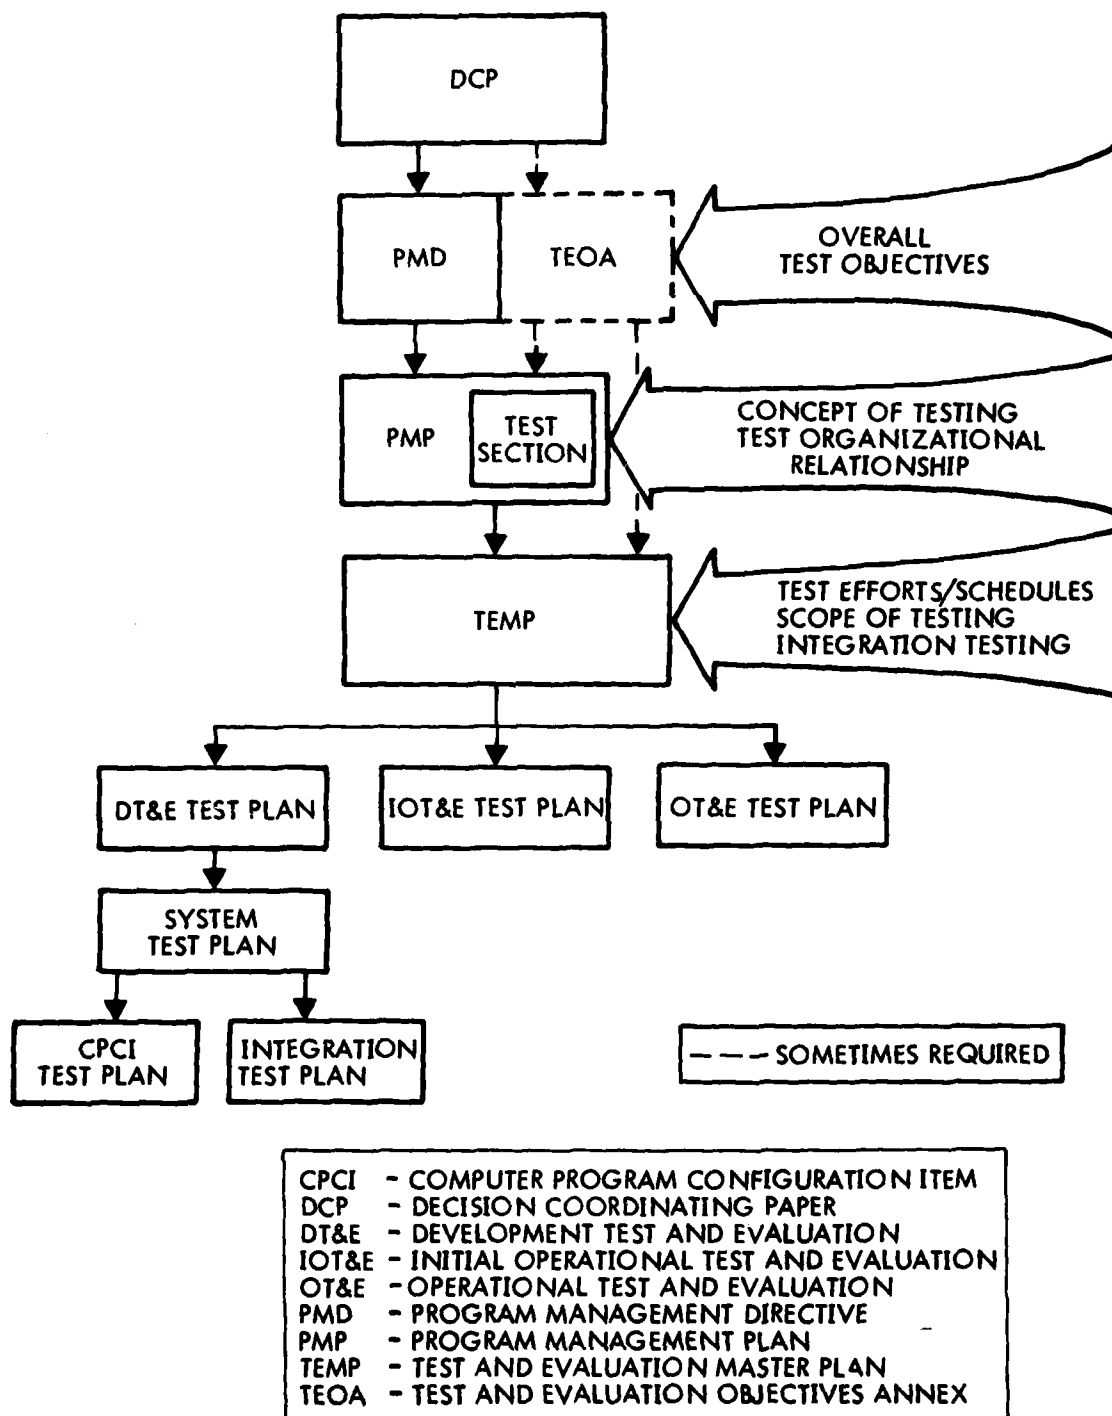 DCP
PMD
TEOA
OVERALL
TEST OBJECTIVES
PMP
TEST
SECTION
CONCEPT OF TESTING
TEST ORGANIZATIONAL
RELATIONSHIP
TEMP
TEST EFFORTS/SCHEDULES
SCOPE OF TESTING
INTEGRATION TESTING
DT&E TEST PLAN
IOT&E TEST PLAN
OT&E TEST PLAN
SYSTEM
TEST PLAN
CPCI
TEST PLAN
INTEGRATION
TEST PLAN
---- SOMETIMES REQUIRED
CPCI - COMPUTER PROGRAM CONFIGURATION ITEM
DCP - DECISION COORDINATING PAPER
DT&E - DEVELOPMENT TEST AND EVALUATION
IOT&E - INITIAL OPERATIONAL TEST AND EVALUATION
OT&E - OPERATIONAL TEST AND EVALUATION
PMD - PROGRAM MANAGEMENT DIRECTIVE
PMP - PROGRAM MANAGEMENT PLAN
TEMP - TEST AND EVALUATION MASTER PLAN
TEOA - TEST AND EVALUATION OBJECTIVES ANNEX